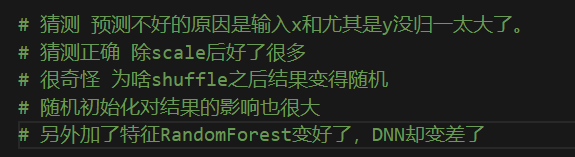 # 猜测 预测不好的原因是输入x和尤其是y没归一太大了。
# 猜测正确 除scale后好了很多
# 很奇怪 为啥shuffle之后结果变得随机
# 随机初始化对结果的影响也很大
# 另外加了特征RandomForest变好了，DNN却变差了